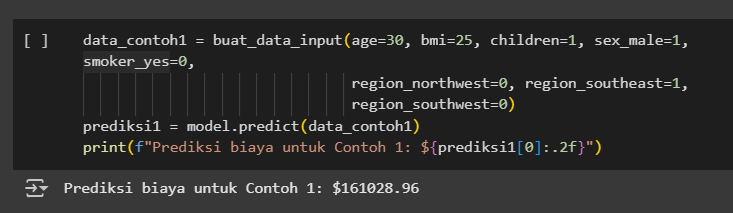 [ ] data_contoh1 = buat_data_input(age=30, bmi=25, children=1, sex_male=1,
smoker_yes=0,
region_northwest=0, region_southeast=1,
region_southwest=0)
prediksi1 = model.predict(data_contoh1)
print(f"Prediksi biaya untuk Contoh 1: ${prediksi1[0]:.2f}")
Prediksi biaya untuk Contoh 1: $161028.96